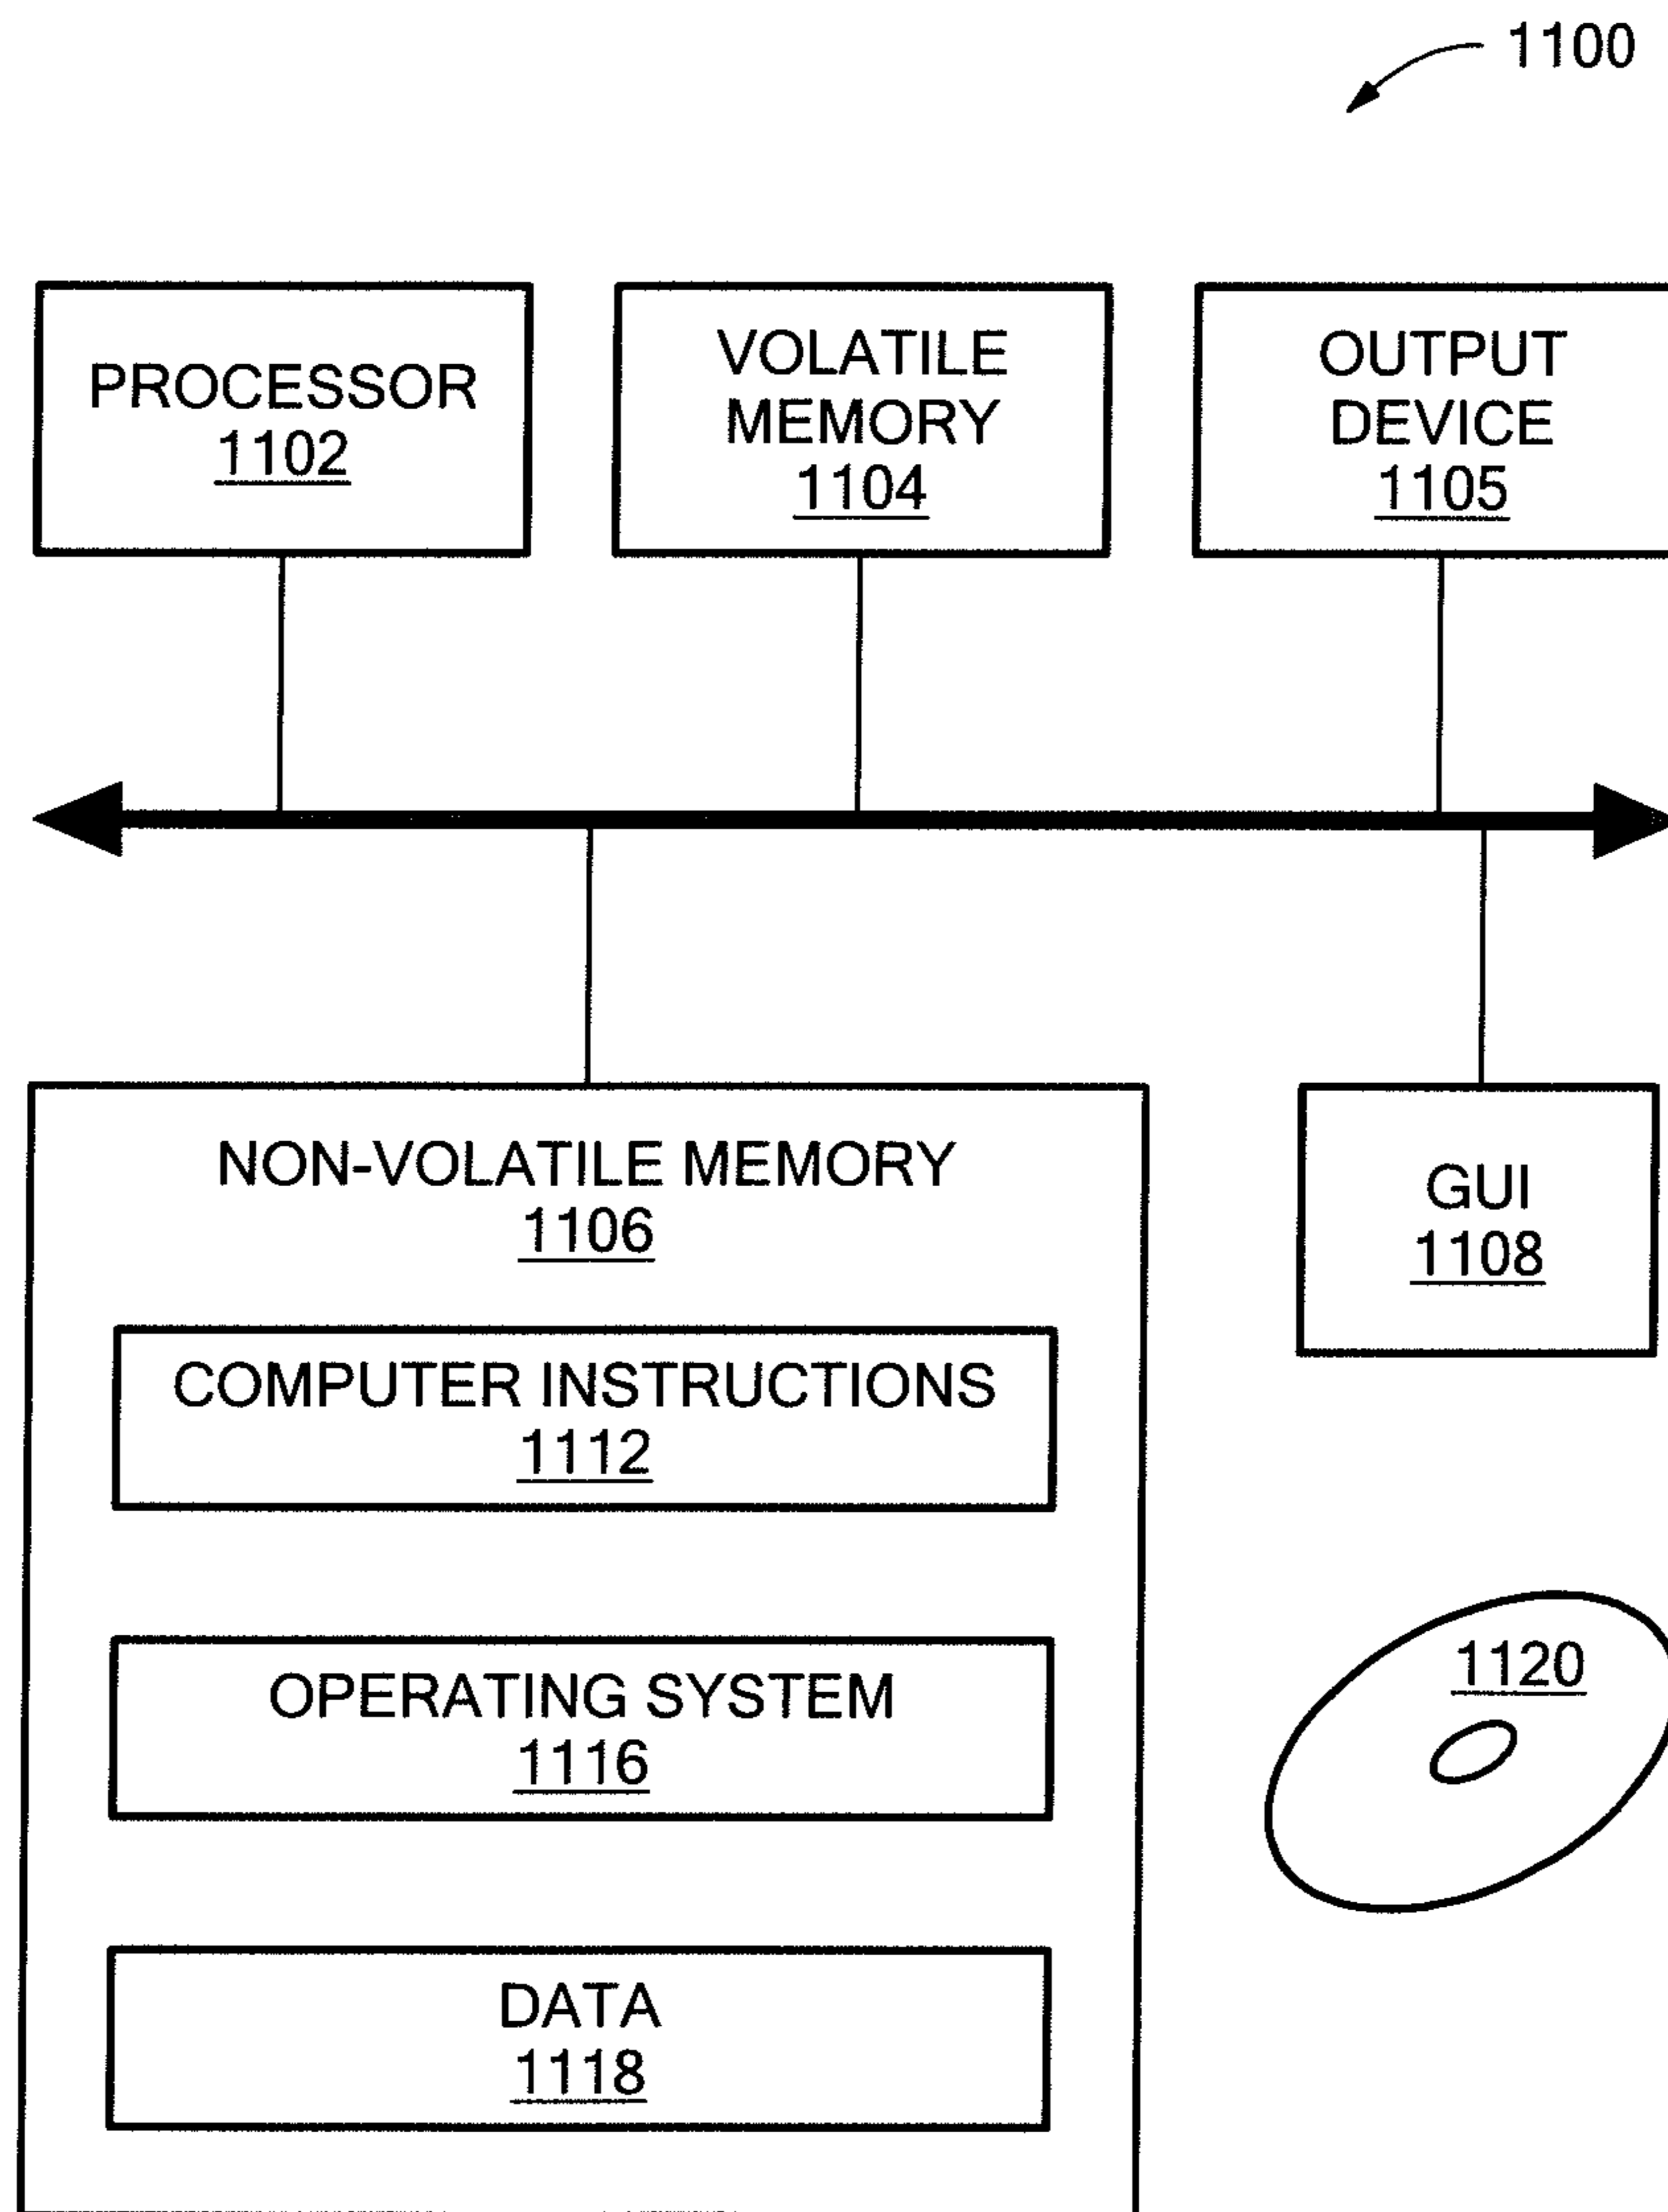 1100
PROCESSOR
1102
VOLATILE
MEMORY
1104
OUTPUT
DEVICE
1105
NON-VOLATILE MEMORY
1106
GUI
1108
COMPUTER INSTRUCTIONS
1112
OPERATING SYSTEM
1116
1120
DATA
1118